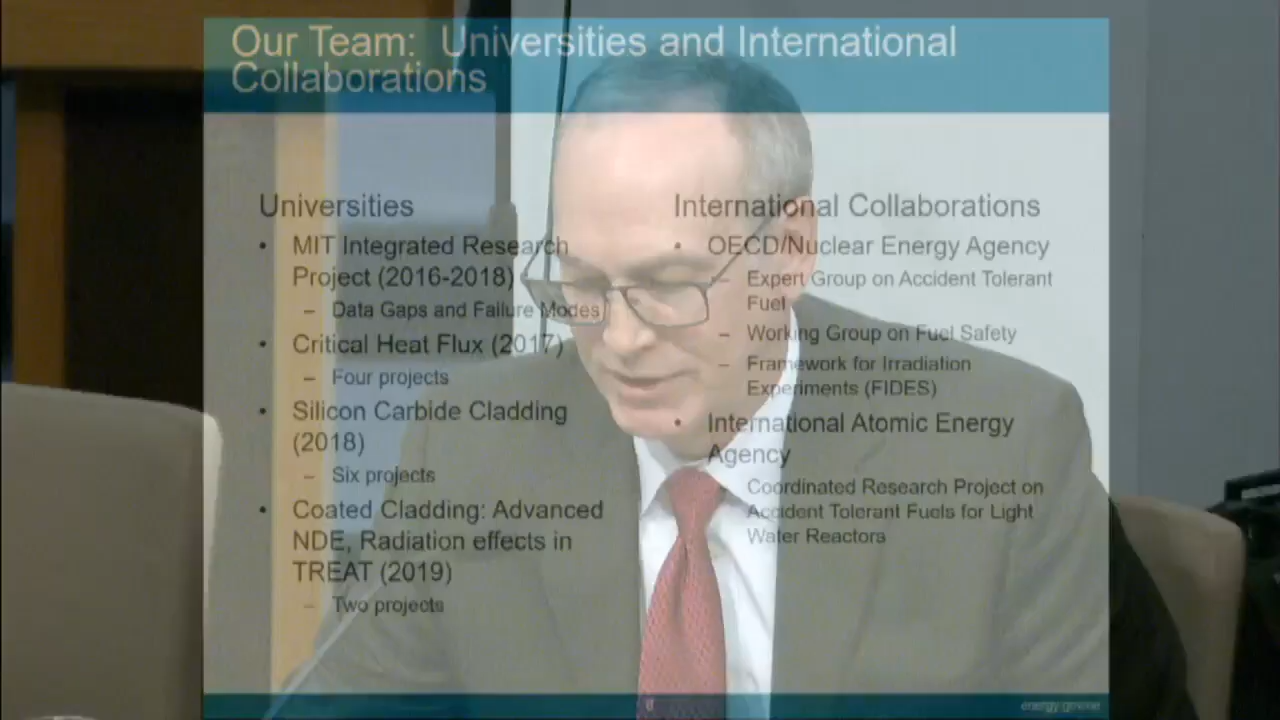 Our Team: Universities and International
Collaborations
Universities
• MIT Integrated Research
Project (2016-2018)
– Data Gaps and Failure Modes
• Critical Heat Flux (2017)
– Four projects
• Silicon Carbide Cladding
(2018)
– Six projects
• Coated Cladding: Advanced
NDE, Radiation effects in
TREAT (2019)
– Two projects
International Collaborations
• OECD/Nuclear Energy Agency
– Expert Group on Accident Tolerant
Fuel
– Working Group on Fuel Safety
– Framework for Irradiation
Experiments (FIDES)
• International Atomic Energy
Agency
– Coordinated Research Project on
Accident Tolerant Fuels for Light
Water Reactors